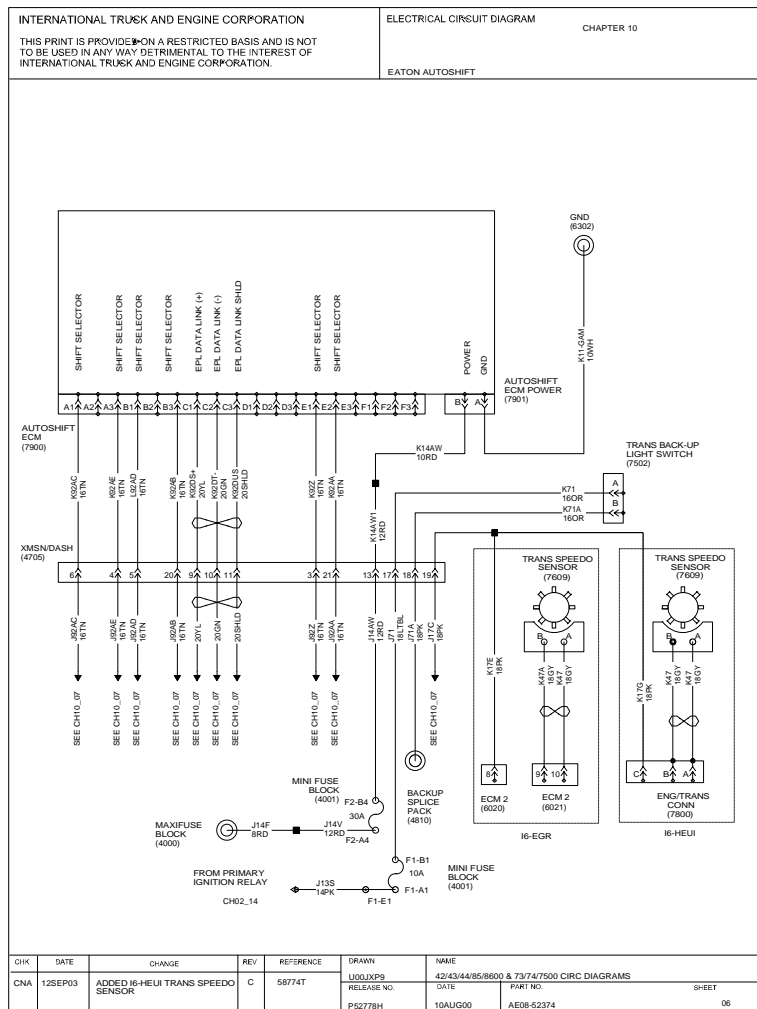 INTERNATIONAL TRUCK AND ENGINE CORPORATION
THIS PRINT IS PROVIDED ON A RESTRICTED BASIS AND IS NOT
TO BE USED IN ANY WAY DETRIMENTAL TO THE INTEREST OF
INTERNATIONAL TRUCK AND ENGINE CORPORATION.
ELECTRICAL CIRCUIT DIAGRAM
CHAPTER 10
EATON AUTOSHIFT
GND
(6302)
K11-GAM
10WH
SHIFT SELECTOR
SHIFT SELECTOR
SHIFT SELECTOR
SHIFT SELECTOR
EPL DATA LINK (+)
EPL DATA LINK (-)
EPL DATA LINK SHLD
SHIFT SELECTOR
SHIFT SELECTOR
POWER
GND
A1 A2 A3 B1 B2 B3 C1 C2 C3 D1 D2 D3 E1 E2 E3 F1 F2 F3
B A
AUTOSHIFT
ECM POWER
(7901)
AUTOSHIFT
ECM
(7900)
K92AC
16TN
K92AE
16TN
L92AD
16TN
K92AB
16TN
K92DS+
20YL
K92DT-
20GN
K92DUS
20SHLD
K92Z
16TN
K92AA
16TN
K14AW
10RD
K14AW1
12RD
TRANS BACK-UP
LIGHT SWITCH
(7502)
K71
16OR
A
K71A
16OR
B
XMSN/DASH
(4705)
6 4 5 20 9 10 11 3 21 13 17 18 19
J92AC
16TN
J92AE
16TN
J92AD
16TN
J92AB
16TN
20YL
20GN
20SHLD
J92Z
16TN
J92AA
16TN
J14AW
12RD
J71
18LTBL
J71A
18PK
J17C
18PK
SEE CH10_07
SEE CH10_07
SEE CH10_07
SEE CH10_07
SEE CH10_07
SEE CH10_07
SEE CH10_07
SEE CH10_07
SEE CH10_07
SEE CH10_07
TRANS SPEEDO
SENSOR
(7609)
B A
K17E
18PK
K47A
18GY
K47
18GY
8
9 10
ECM 2
(6020)
ECM 2
(6021)
I6-EGR
TRANS SPEEDO
SENSOR
(7609)
B A
K17G
18PK
K47
18GY
K47
18GY
C B A
ENG/TRANS
CONN
(7800)
I6-HEUI
MINI FUSE
BLOCK
(4001)
F2-B4
30A
F2-A4
BACKUP
SPLICE
PACK
(4810)
MAXIFUSE
BLOCK
(4000)
J14F
8RD
J14V
12RD
F1-B1
10A
F1-A1
MINI FUSE
BLOCK
(4001)
FROM PRIMARY
IGNITION RELAY
CH02_14
J13S
14PK
F1-E1
CHK DATE CHANGE REV REFERENCE DRAWN NAME
CNA 12SEP03 ADDED I6-HEUI TRANS SPEEDO
SENSOR
C 58774T
U00JXP9
42/43/44/85/8600 & 73/74/7500 CIRC DIAGRAMS
RELEASE NO. DATE PART NO. SHEET
P52778H 10AUG00 AE08-52374 06